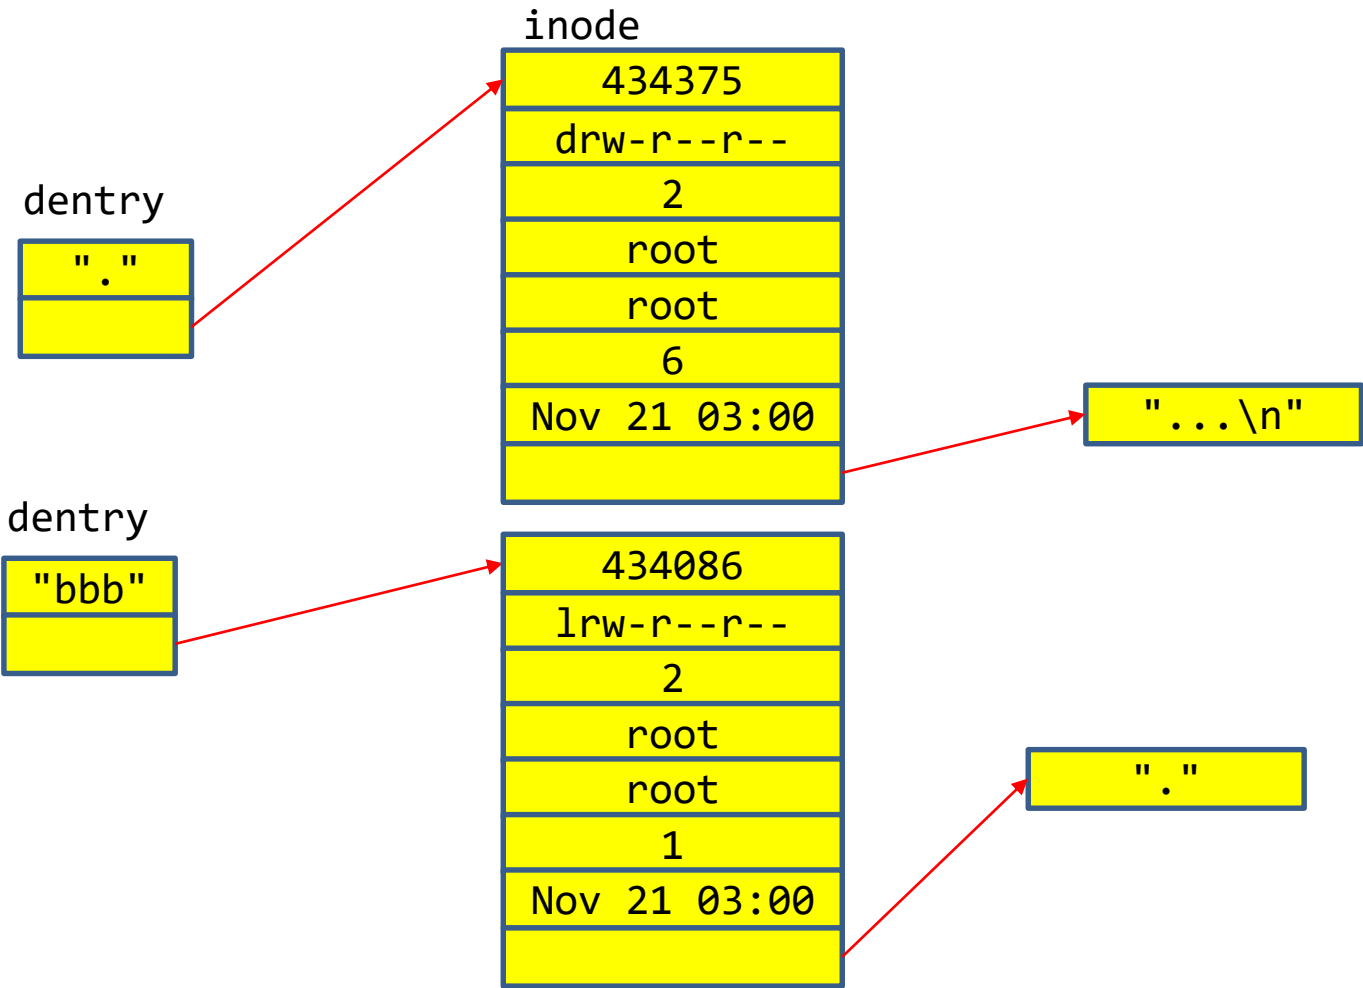 inode
434375
drw-r--r--
2
root
root
6
Nov 21 03:00
dentry
"."
"...\n"
dentry
"bbb"
434086
lrw-r--r--
2
root
root
1
Nov 21 03:00
"."